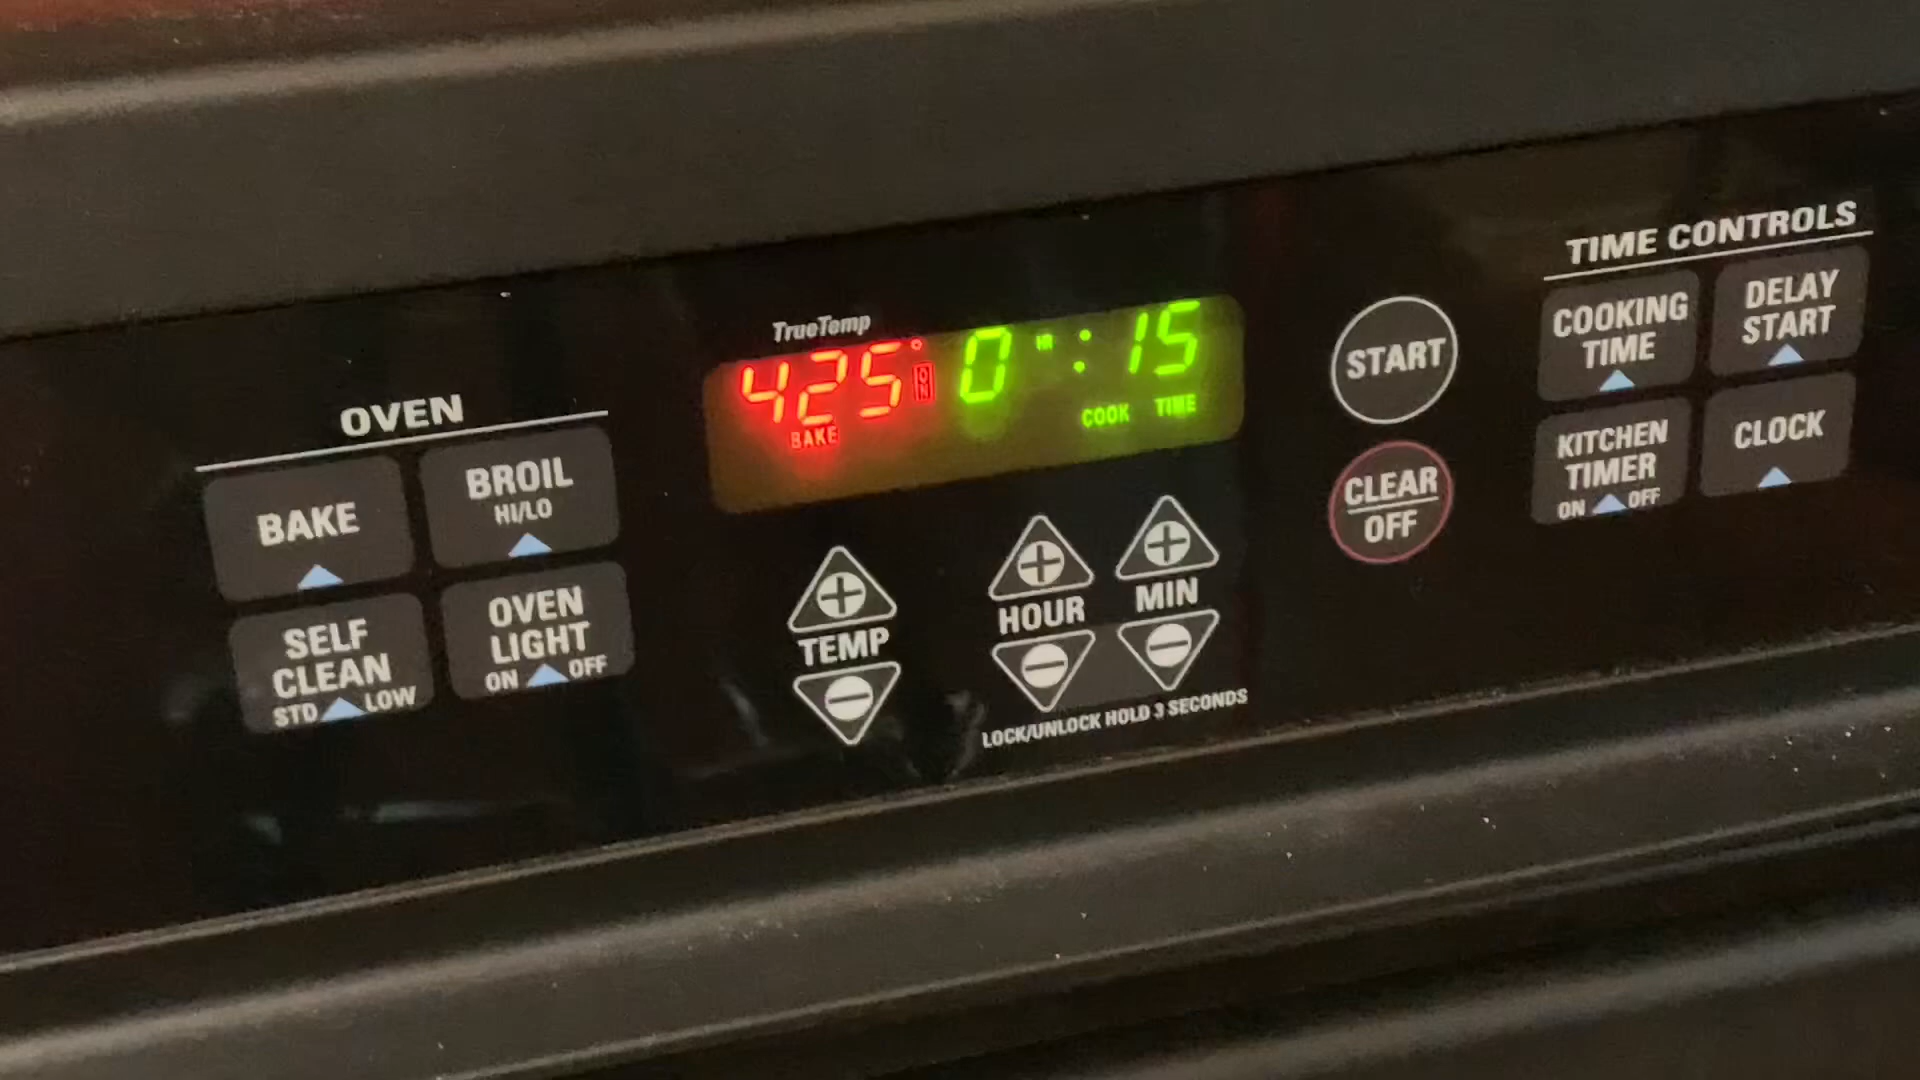 TIME CONTROLS
COOKING
TIME
DELAY
START
TrueTemp
425° ON 0 HR : 15
BAKE COOK TIME
START
OVEN
BAKE
BROIL
HI/LO
KITCHEN
TIMER
ON OFF
CLOCK
CLEAR
OFF
SELF
CLEAN
STD LOW
OVEN
LIGHT
ON OFF
TEMP
HOUR
MIN
LOCK/UNLOCK HOLD 3 SECONDS